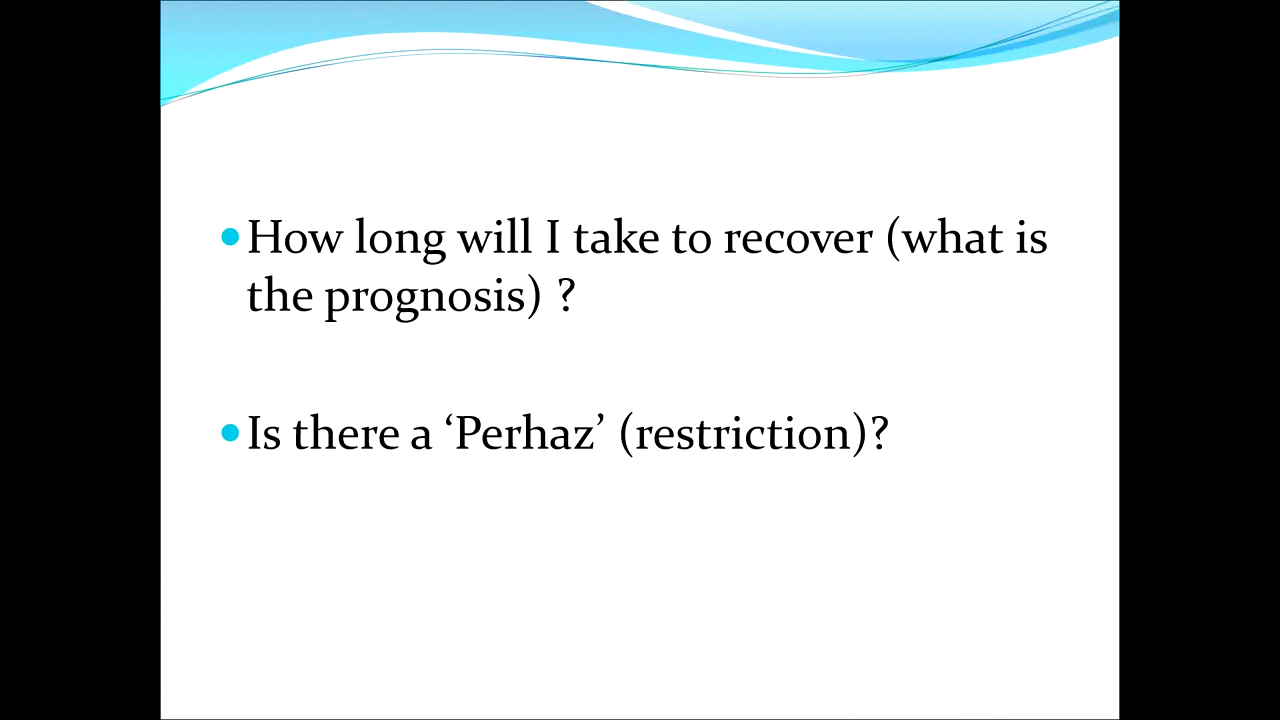 •How long will I take to recover (what is
the prognosis) ?
•Is there a ‘Perhaz’ (restriction)?